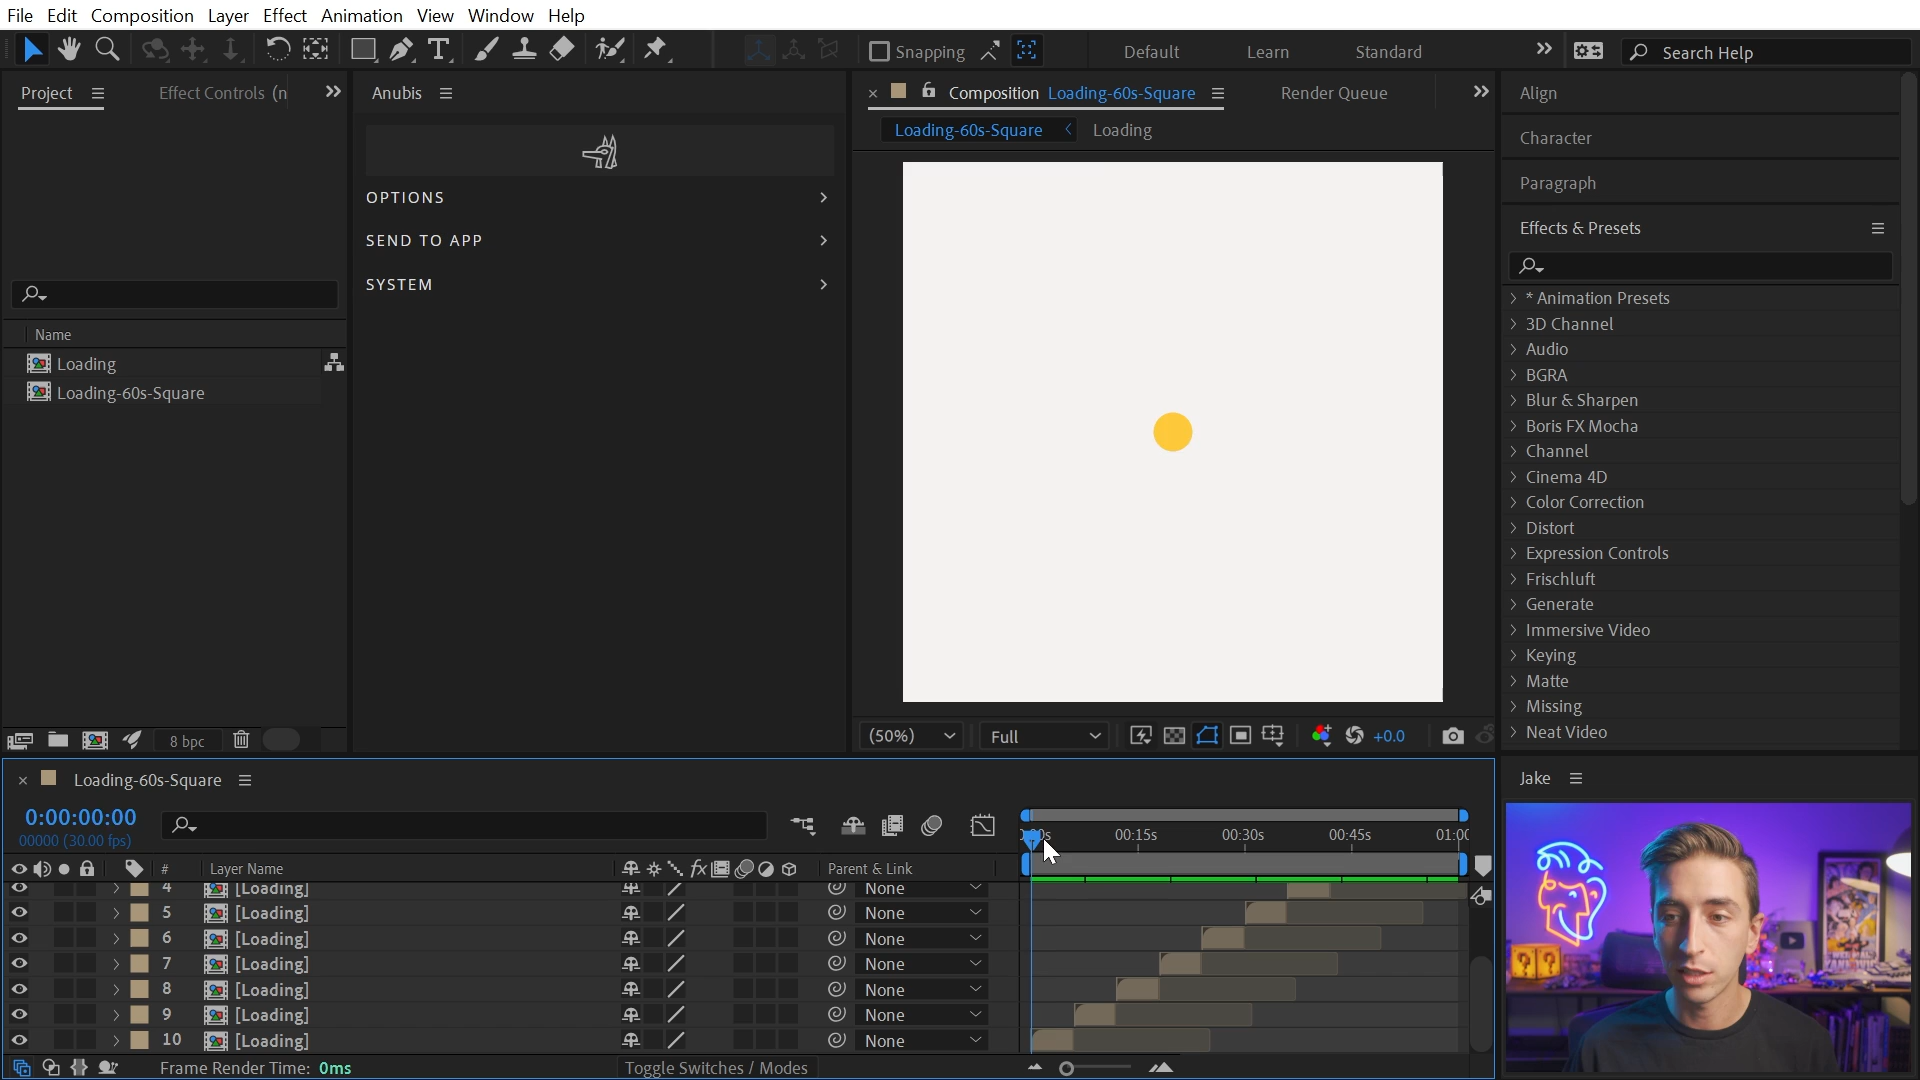 File Edit Composition Layer Effect Animation View Window Help
Snapping Default Learn Standard Search Help
Project Effect Controls (n Anubis Composition Loading-60s-Square Render Queue Align
Loading-60s-Square Loading Character
OPTIONS
SEND TO APP
SYSTEM
Name
Loading
Loading-60s-Square
8 bpc
(50%) Full +0.0
Paragraph
Effects & Presets
* Animation Presets
3D Channel
Audio
BGRA
Blur & Sharpen
Boris FX Mocha
Channel
Cinema 4D
Color Correction
Distort
Expression Controls
Frischluft
Generate
Immersive Video
Keying
Matte
Missing
Neat Video
Loading-60s-Square
0:00:00:00
00000 (30.00 fps)
00:15s 00:30s 00:45s
# Layer Name Parent & Link
4 [Loading] None
5 [Loading] None
6 [Loading] None
7 [Loading] None
8 [Loading] None
9 [Loading] None
10 [Loading] None
Frame Render Time: 0ms Toggle Switches / Modes
Jake